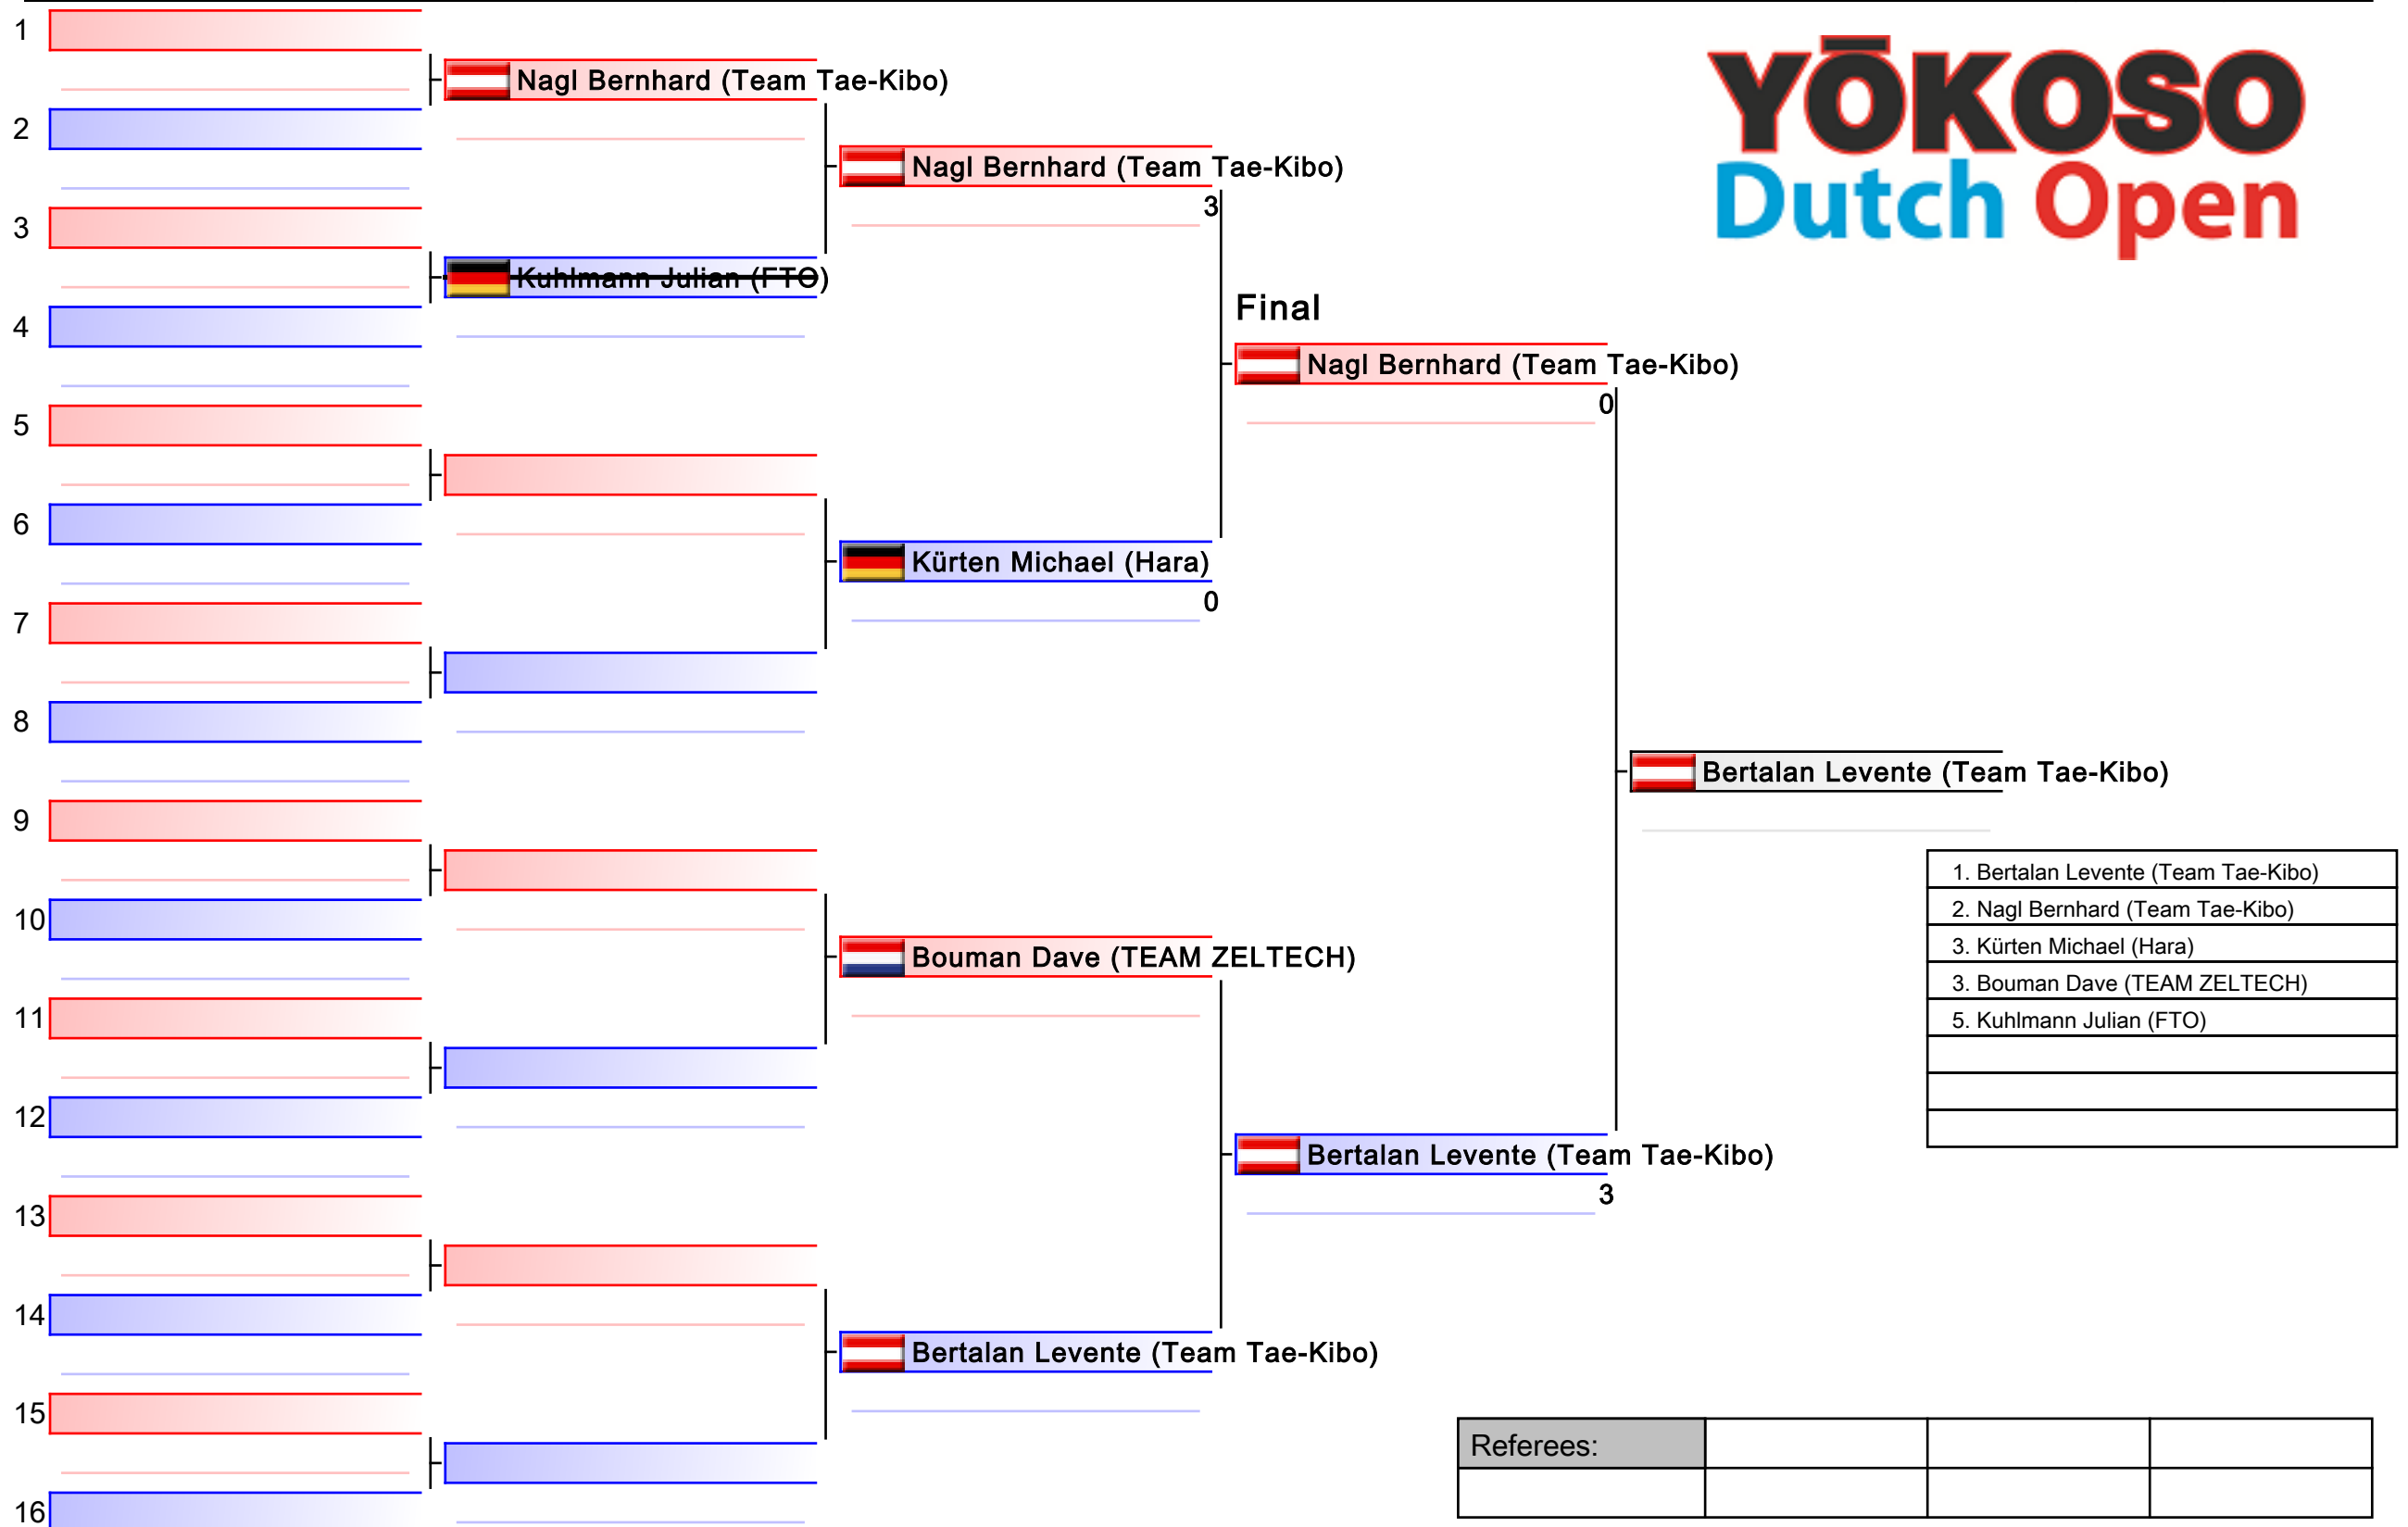 1
Nagl Bernhard (Team Tae-Kibo)
2
Nagl Bernhard (Team Tae-Kibo)
3
3
Kuhlmann Julian (FTO)
4
5
6
Kürten Michael (Hara)
0
7
8
YŌKOSO
Dutch Open
Final
Nagl Bernhard (Team Tae-Kibo)
0
Bertalan Levente (Team Tae-Kibo)
9
10
Bouman Dave (TEAM ZELTECH)
11
12
Bertalan Levente (Team Tae-Kibo)
3
13
14
Bertalan Levente (Team Tae-Kibo)
15
16
1. Bertalan Levente (Team Tae-Kibo)
2. Nagl Bernhard (Team Tae-Kibo)
3. Kürten Michael (Hara)
3. Bouman Dave (TEAM ZELTECH)
5. Kuhlmann Julian (FTO)
Referees: